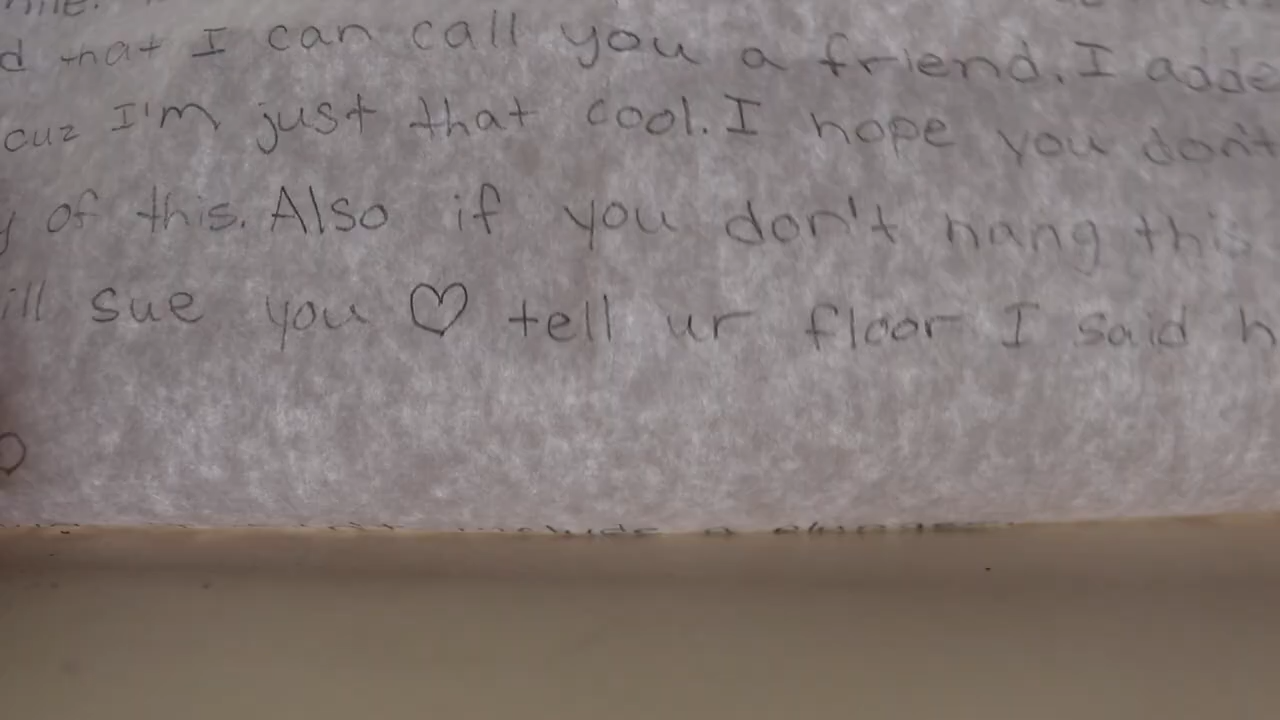 d that I can call you a friend. I adde
cuz I'm just that cool. I hope you don't
y of this. Also if you don't hang this
ill sue you ♡ tell ur floor I said h